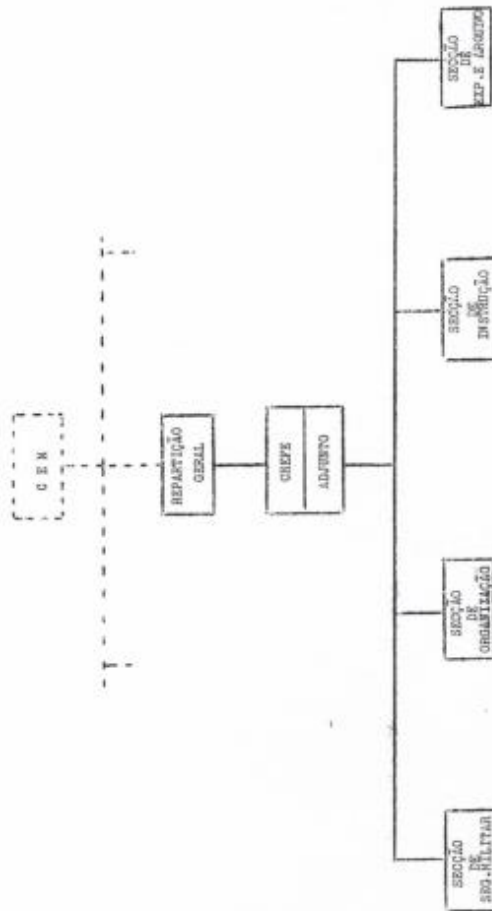 C E M
REPARTIÇÃO
GERAL
CHEFE
ADJUNTO
SECÇÃO
DE
SEG.MILITAR
SECÇÃO
DE
ORGANIZAÇÃO
SECÇÃO
DE
INSTRUÇÃO
SECÇÃO
DE
EXP.E ARQUIVO